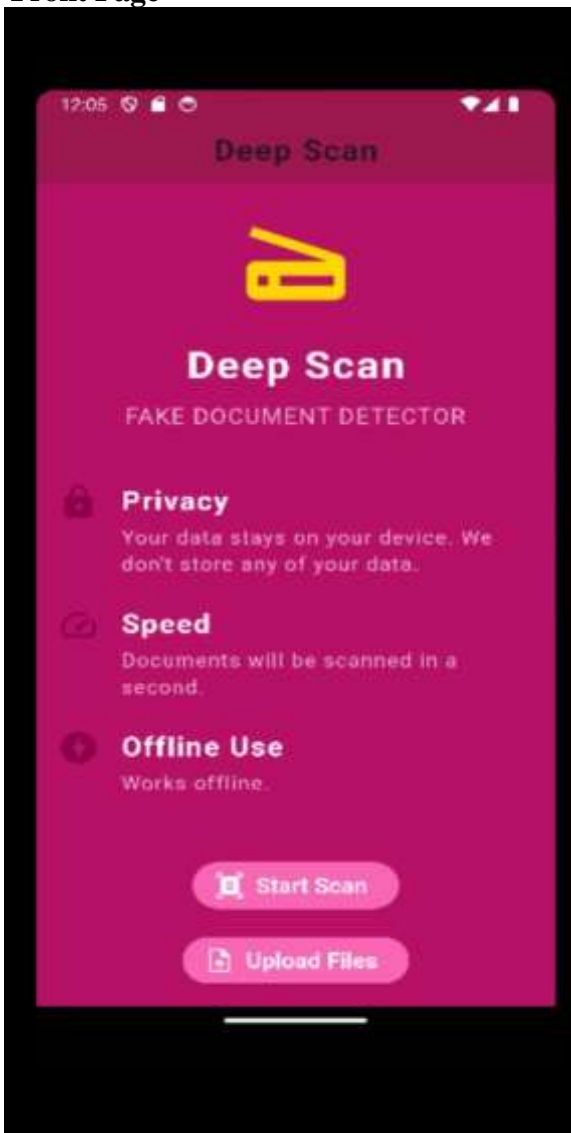 Front Page
12:05
Deep Scan
Deep Scan
FAKE DOCUMENT DETECTOR
Privacy
Your data stays on your device. We
don't store any of your data.
Speed
Documents will be scanned in a
second.
Offline Use
Works offline.
Start Scan
Upload Files